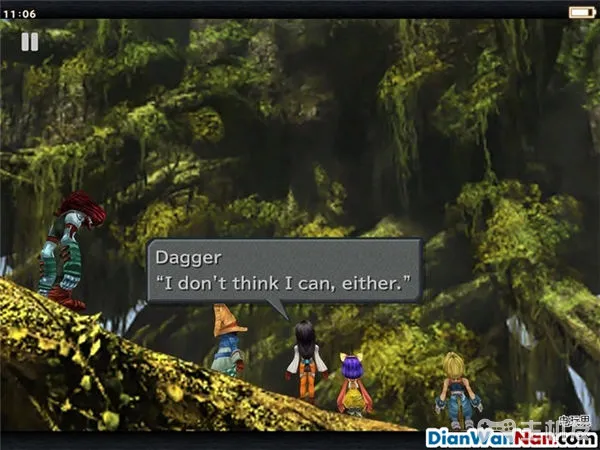 11:06
Dagger
“I don't think I can, either.”
DianWanNan.com